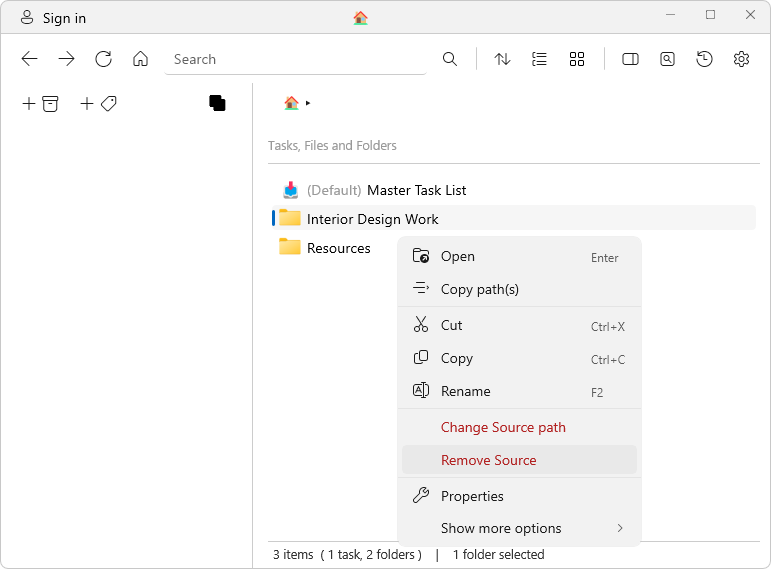 Sign in
Search
Tasks, Files and Folders
(Default) Master Task List
Interior Design Work
Resources
Open Enter
Copy path(s)
Cut Ctrl+X
Copy Ctrl+C
Rename F2
Change Source path
Remove Source
Properties
Show more options
3 items ( 1 task, 2 folders ) | 1 folder selected